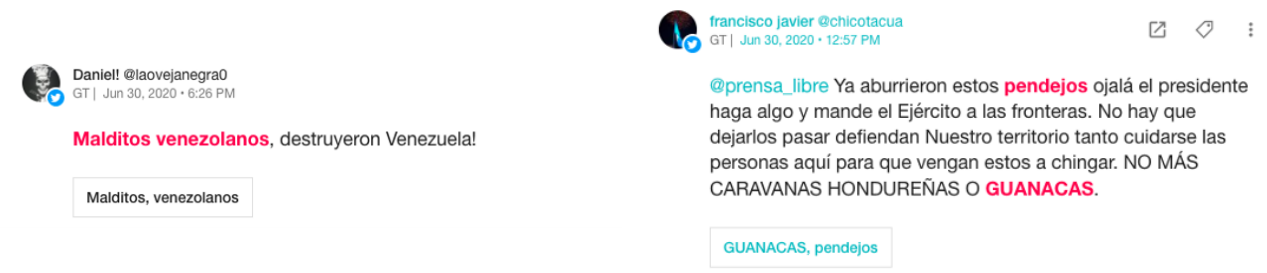 Daniel! @laovejanegra0
GT | Jun 30, 2020 • 6:26 PM
Malditos venezolanos, destruyeron Venezuela!
Malditos, venezolanos
francisco javier @chicotacua
GT | Jun 30, 2020 • 12:57 PM
@prensa_libre Ya aburrieron estos pendejos ojalá el presidente
haga algo y mande el Ejército a las fronteras. No hay que
dejarlos pasar defiendan Nuestro territorio tanto cuidarse las
personas aquí para que vengan estos a chingar. NO MÁS
CARAVANAS HONDUREÑAS O GUANACAS.
GUANACAS, pendejos